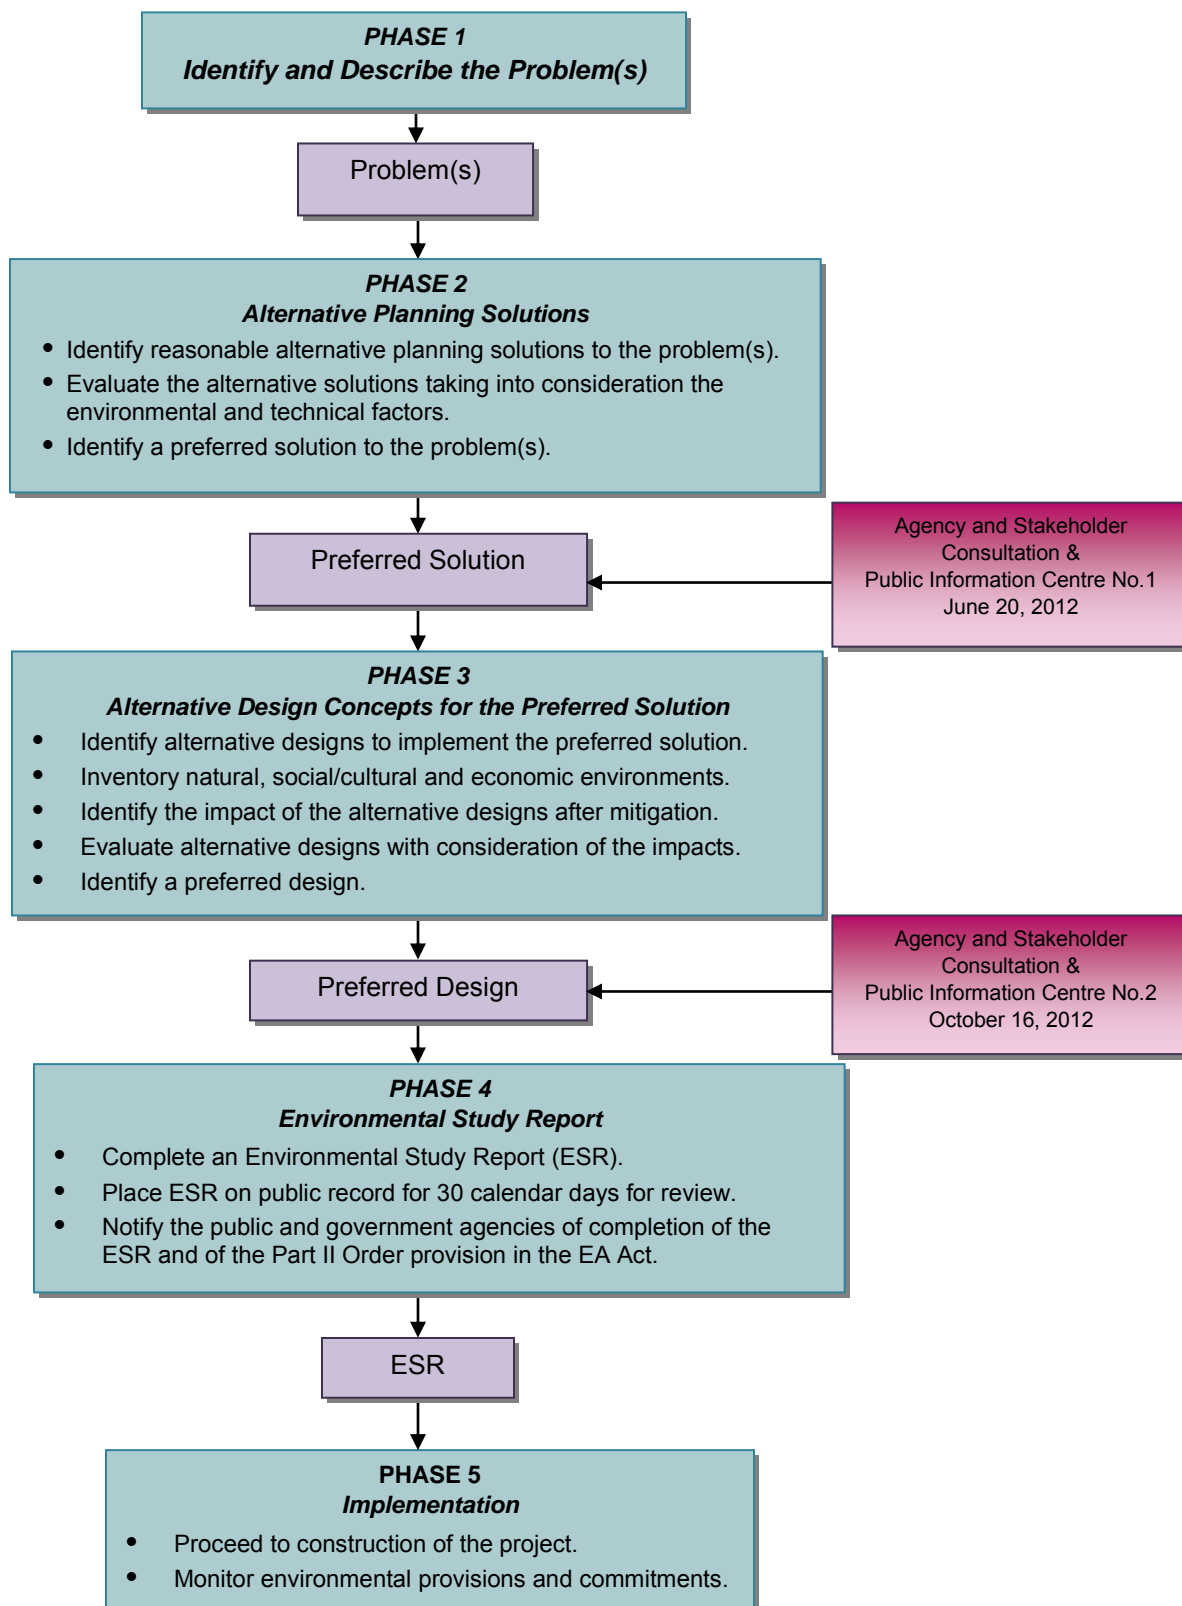 PHASE 1
Identify and Describe the Problem(s)
Problem(s)
PHASE 2
Alternative Planning Solutions
• Identify reasonable alternative planning solutions to the problem(s).
• Evaluate the alternative solutions taking into consideration the
environmental and technical factors.
• Identify a preferred solution to the problem(s).
Preferred Solution
Agency and Stakeholder
Consultation &
Public Information Centre No.1
June 20, 2012
PHASE 3
Alternative Design Concepts for the Preferred Solution
• Identify alternative designs to implement the preferred solution.
• Inventory natural, social/cultural and economic environments.
• Identify the impact of the alternative designs after mitigation.
• Evaluate alternative designs with consideration of the impacts.
• Identify a preferred design.
Preferred Design
Agency and Stakeholder
Consultation &
Public Information Centre No.2
October 16, 2012
PHASE 4
Environmental Study Report
• Complete an Environmental Study Report (ESR).
• Place ESR on public record for 30 calendar days for review.
• Notify the public and government agencies of completion of the
ESR and of the Part II Order provision in the EA Act.
ESR
PHASE 5
Implementation
• Proceed to construction of the project.
• Monitor environmental provisions and commitments.